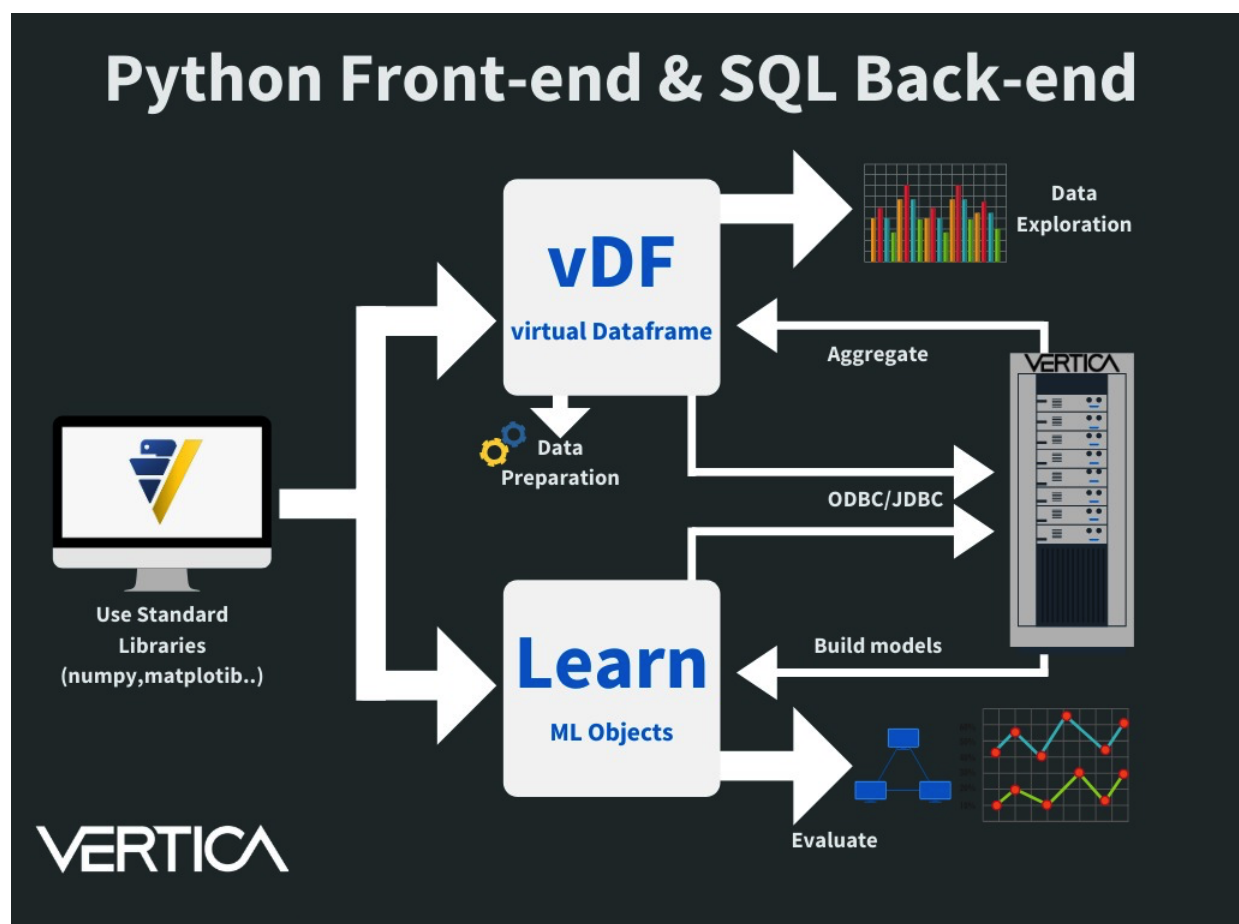 Python Front-end & SQL Back-end
vDF
virtual Dataframe
Data
Exploration
Aggregate
VERTICA
Data
Preparation
ODBC/JDBC
Use Standard
Libraries
(numpy,matplotib..)
Learn
ML Objects
Build models
Evaluate
VERTICA